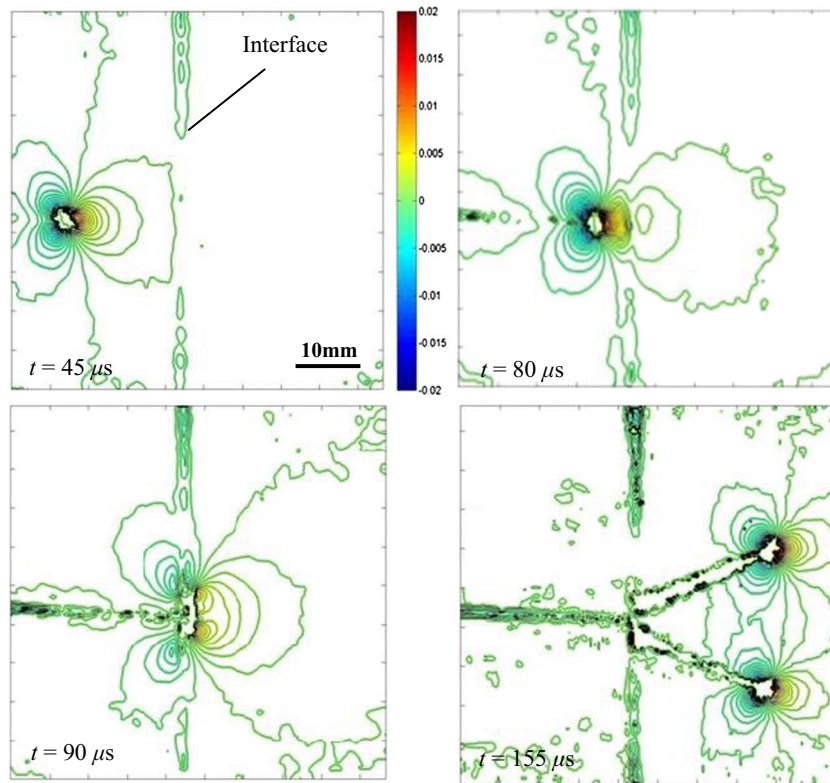 Interface
0.02
0.015
0.01
0.005
0
-0.005
-0.01
-0.015
-0.02
10mm
t = 45 μs
t = 80 μs
t = 90 μs
t = 155 μs